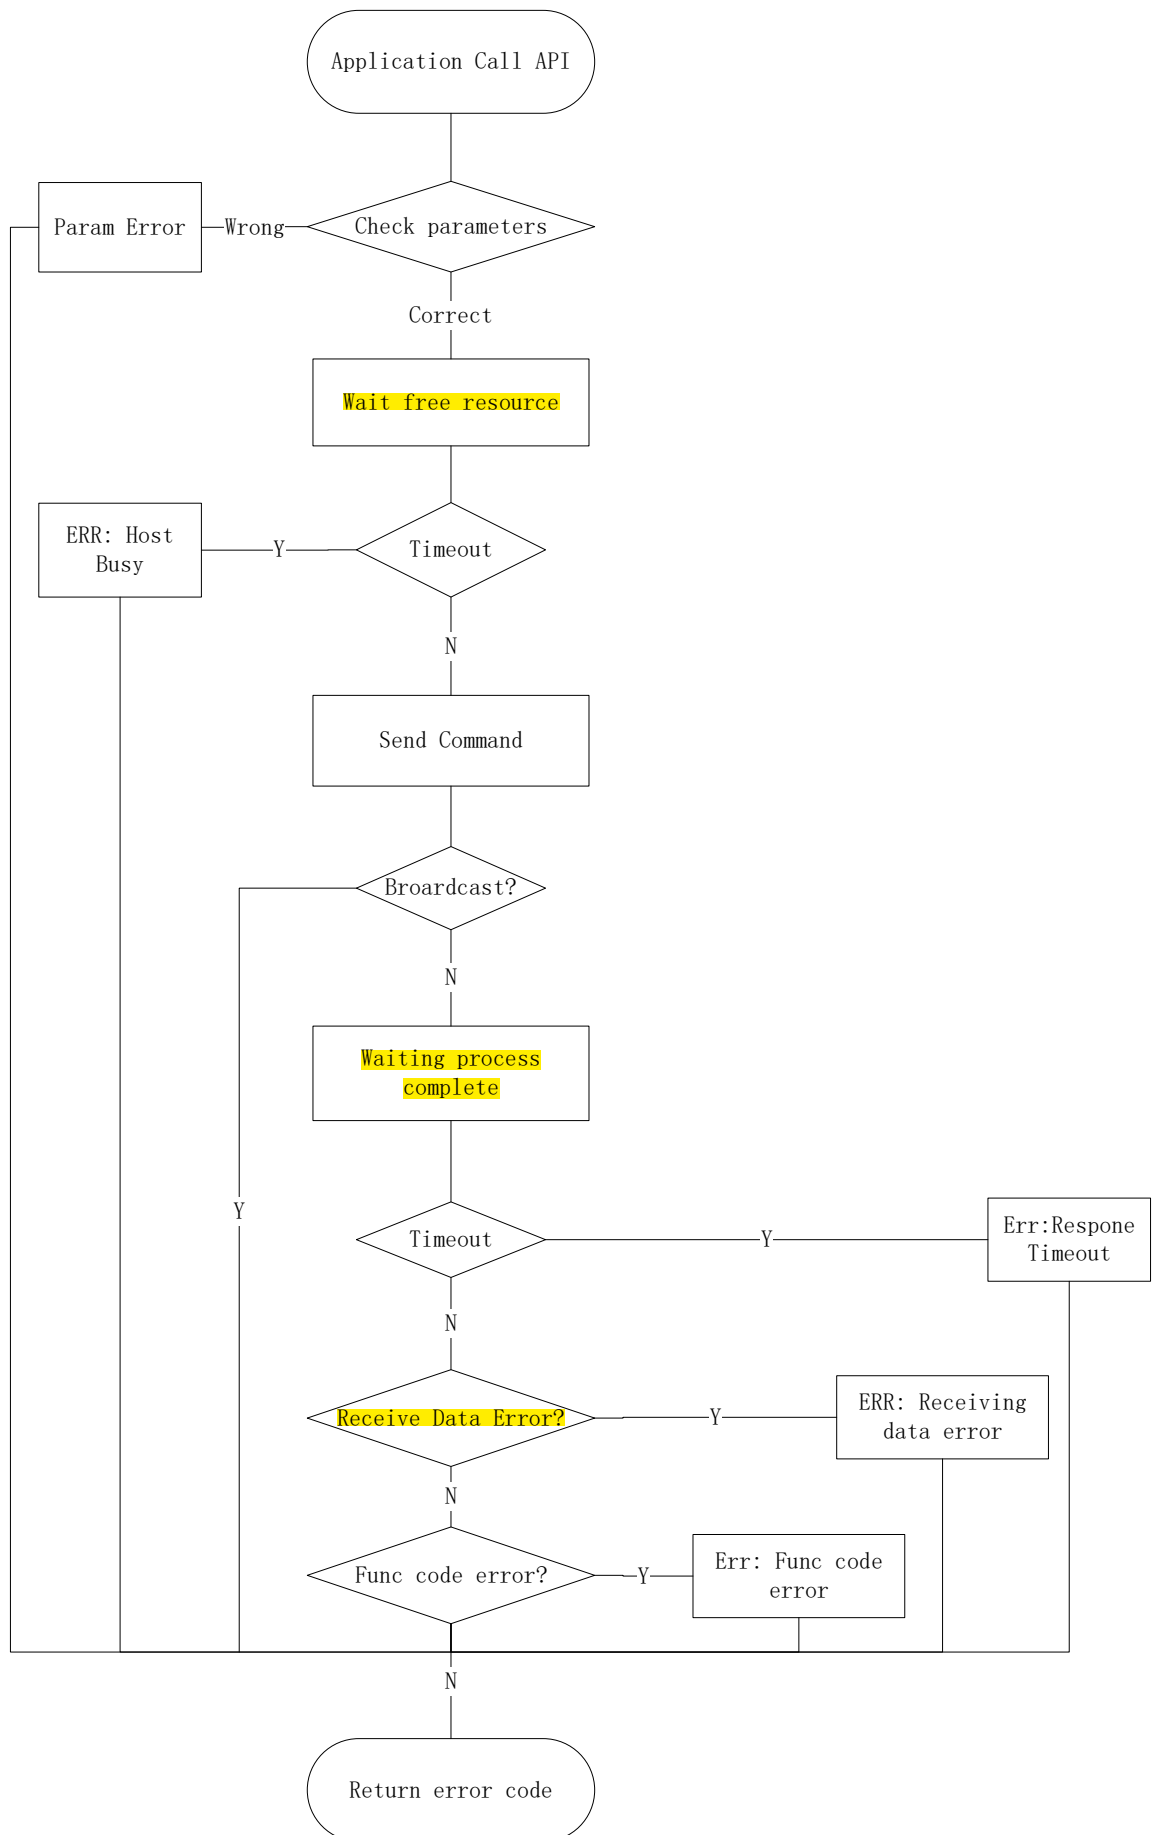 Application Call API
Param Error
Wrong
Check parameters
Correct
Wait free resource
ERR: Host
Busy
Y
Timeout
N
Send Command
Broardcast?
N
Waiting process
complete
Y
Timeout
Y
Err:Respone
Timeout
N
Receive Data Error?
Y
ERR: Receiving
data error
N
Func code error?
Y
Err: Func code
error
N
Return error code